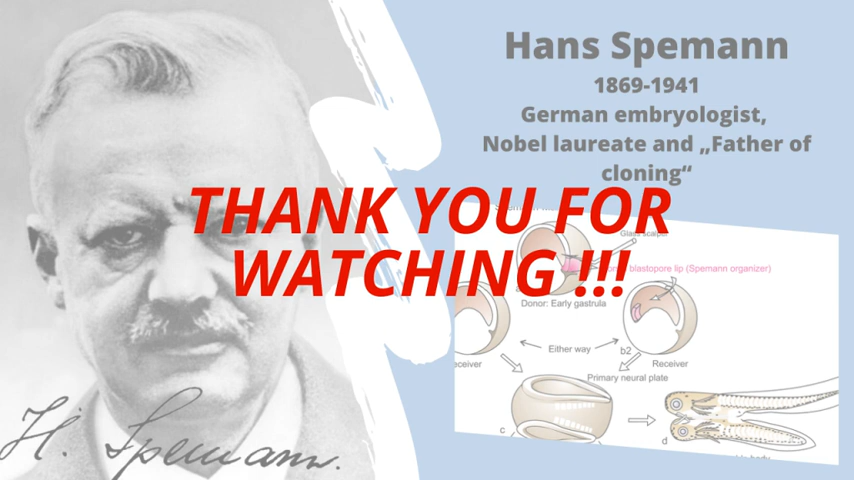 Hans Spemann
1869-1941
German embryologist,
Nobel laureate and „Father of
cloning“
THANK YOU FOR
WATCHING !!!
blastopore lip (Spemann organizer)
Donor: Early gastrula
Either way
b2
Receiver
Primary neural plate
c
d
H. Spemann.